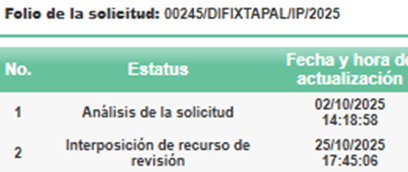 Folio de la solicitud: 00245/DIFIXTAPAL/IP/2025
No. Estatus Fecha y hora de
actualización
1 Análisis de la solicitud 02/10/2025
14:18:58
2 Interposición de recurso de
revisión 25/10/2025
17:45:06